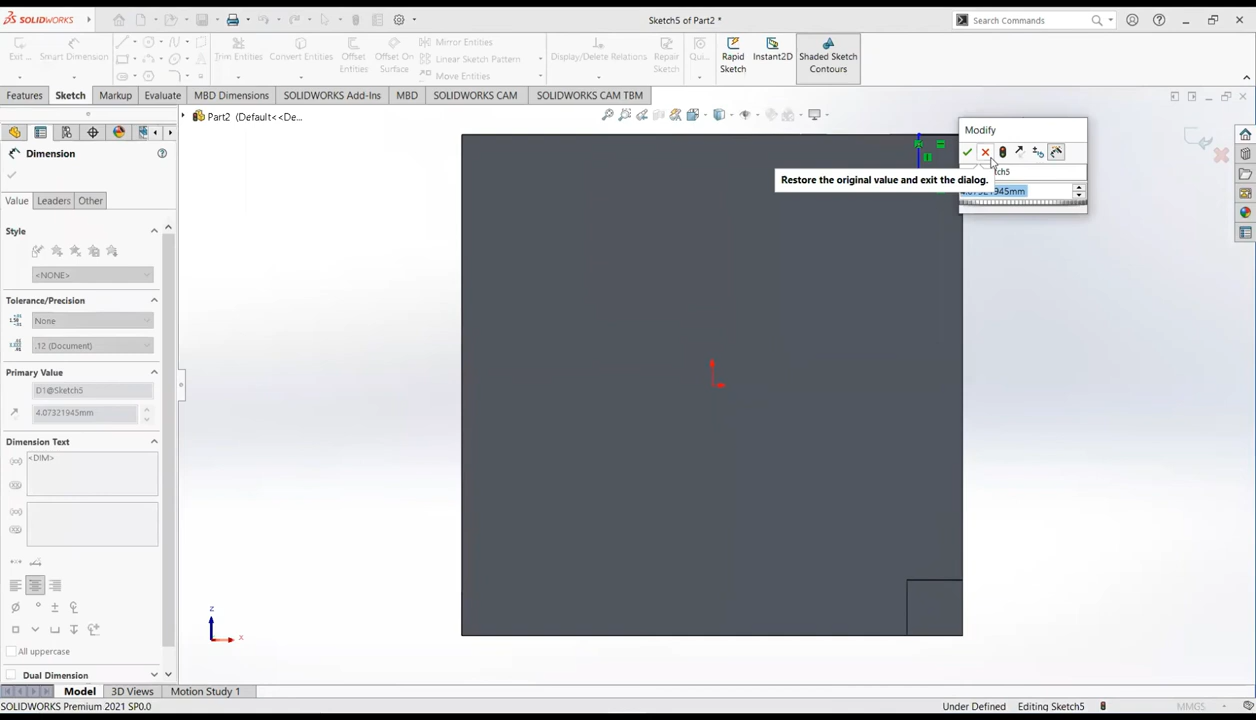 SOLIDWORKS
Sketch5 of Part2 *
Search Commands
Exit ...
Smart Dimension
Trim Entities
Convert Entities
Offset Entities
Offset On Surface
Mirror Entities
Linear Sketch Pattern
Move Entities
Display/Delete Relations
Repair Sketch
Qui...
Rapid Sketch
Instant2D
Shaded Sketch Contours
Features
Sketch
Markup
Evaluate
MBD Dimensions
SOLIDWORKS Add-Ins
MBD
SOLIDWORKS CAM
SOLIDWORKS CAM TBM
Part2 (Default<<De...
Dimension
Value
Leaders
Other
Style
<NONE>
Tolerance/Precision
None
.12 (Document)
Primary Value
D1@Sketch5
4.07321945mm
Dimension Text
<DIM>
All uppercase
Dual Dimension
Modify
tch5
4.07321945mm
Restore the original value and exit the dialog.
z
x
Model
3D Views
Motion Study 1
SOLIDWORKS Premium 2021 SP0.0
Under Defined
Editing Sketch5
MMGS